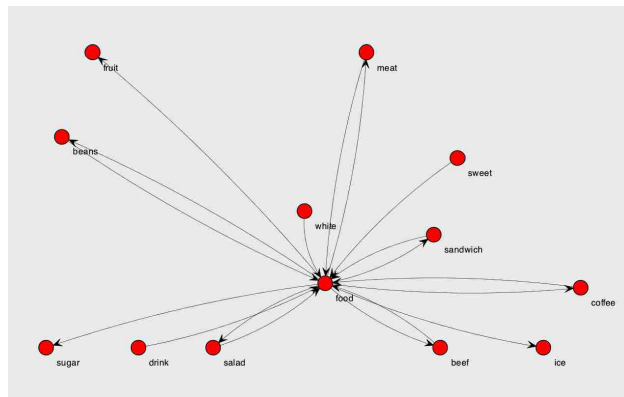 fruit
meat
beans
sweet
white
sandwich
food
coffee
sugar
drink
salad
beef
ice